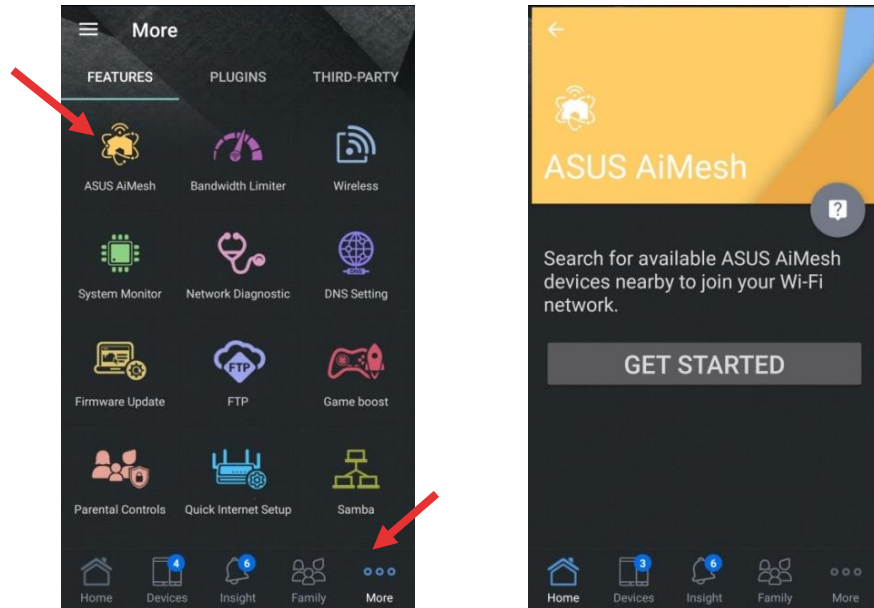 More
FEATURES PLUGINS THIRD-PARTY
ASUS AiMesh Bandwidth Limiter Wireless
DNS
System Monitor Network Diagnostic DNS Setting
FTP
Firmware Update FTP Game boost
Parental Controls Quick Internet Setup Samba
4 6
Home Devices Insight Family More
ASUS AiMesh
?
Search for available ASUS AiMesh
devices nearby to join your Wi-Fi
network.
GET STARTED
3 6
Home Devices Insight Family More